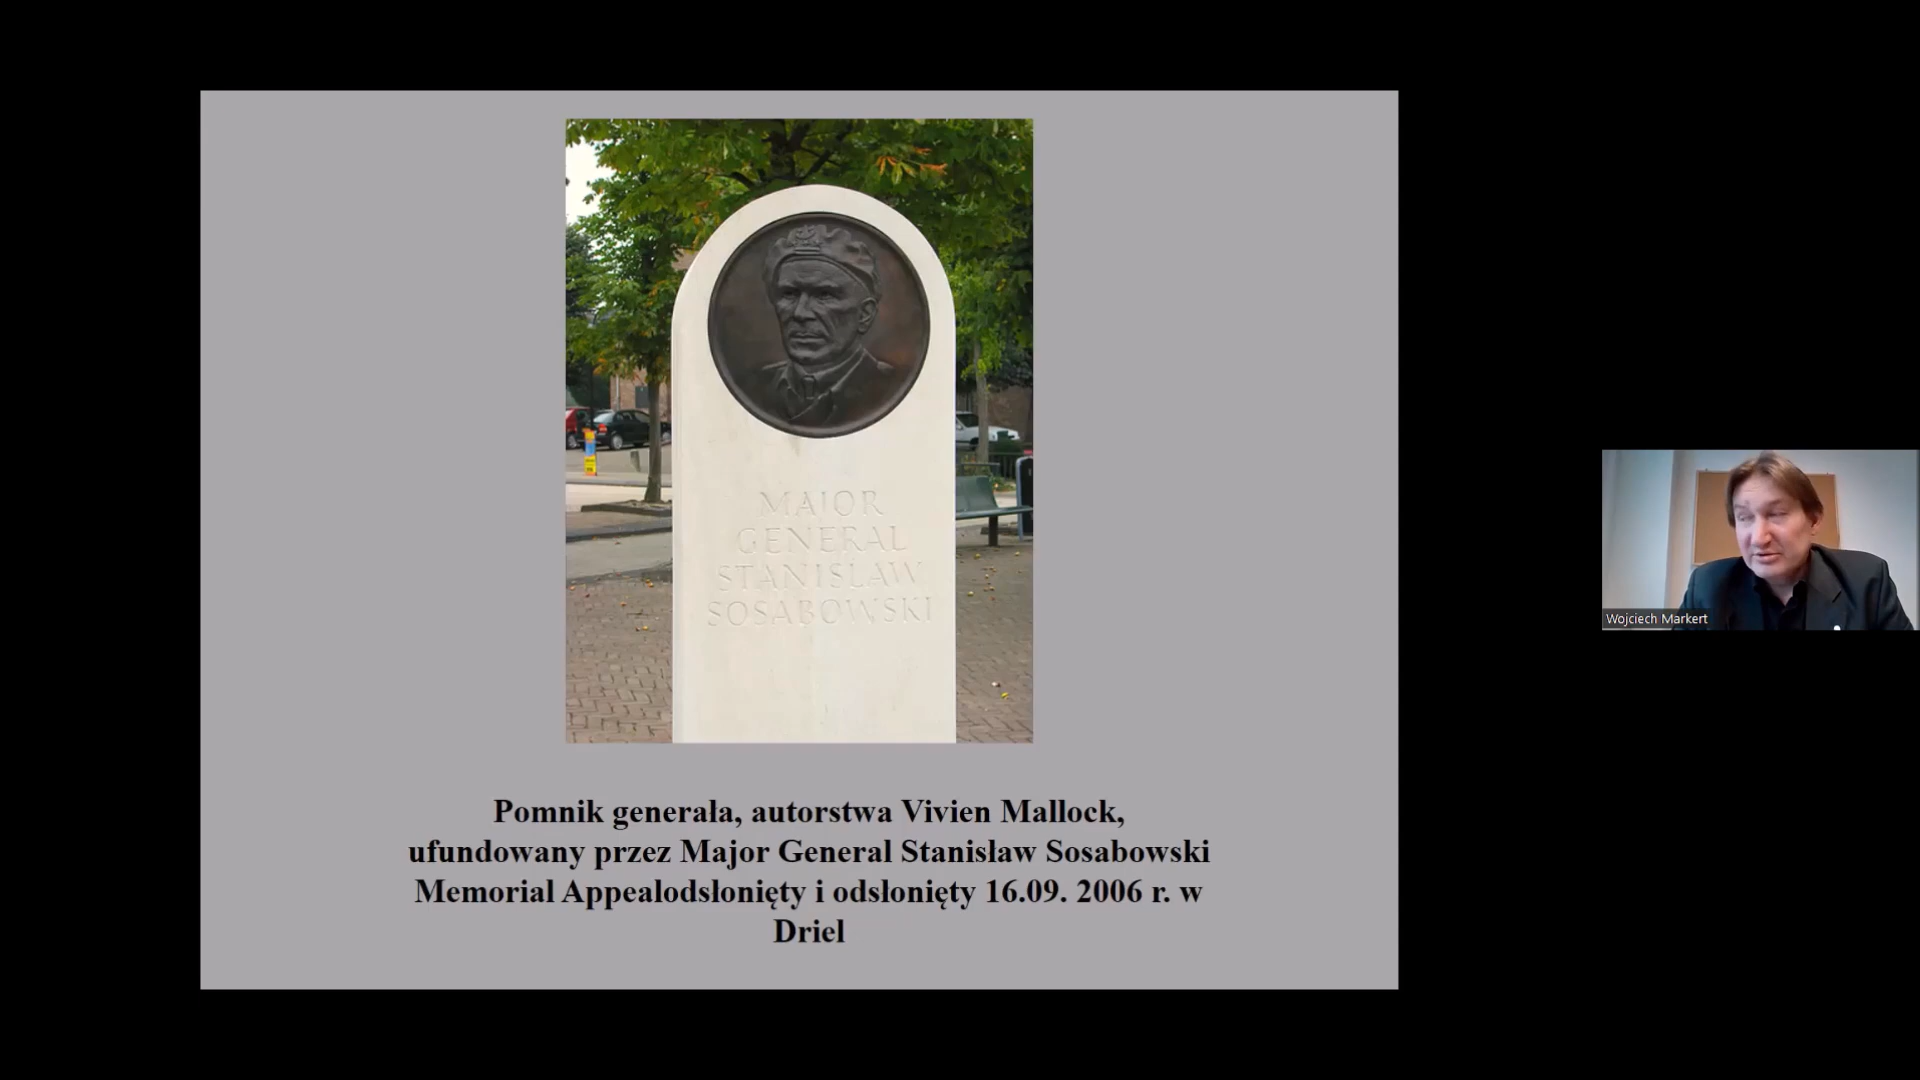 MAJOR
GENERAL
STANISLAW
SOSABOWSKI
Pomnik generała, autorstwa Vivien Mallock,
ufundowany przez Major General Stanisław Sosabowski
Memorial Appealodsłonięty i odsłonięty 16.09. 2006 r. w
Driel
Wojciech Markert